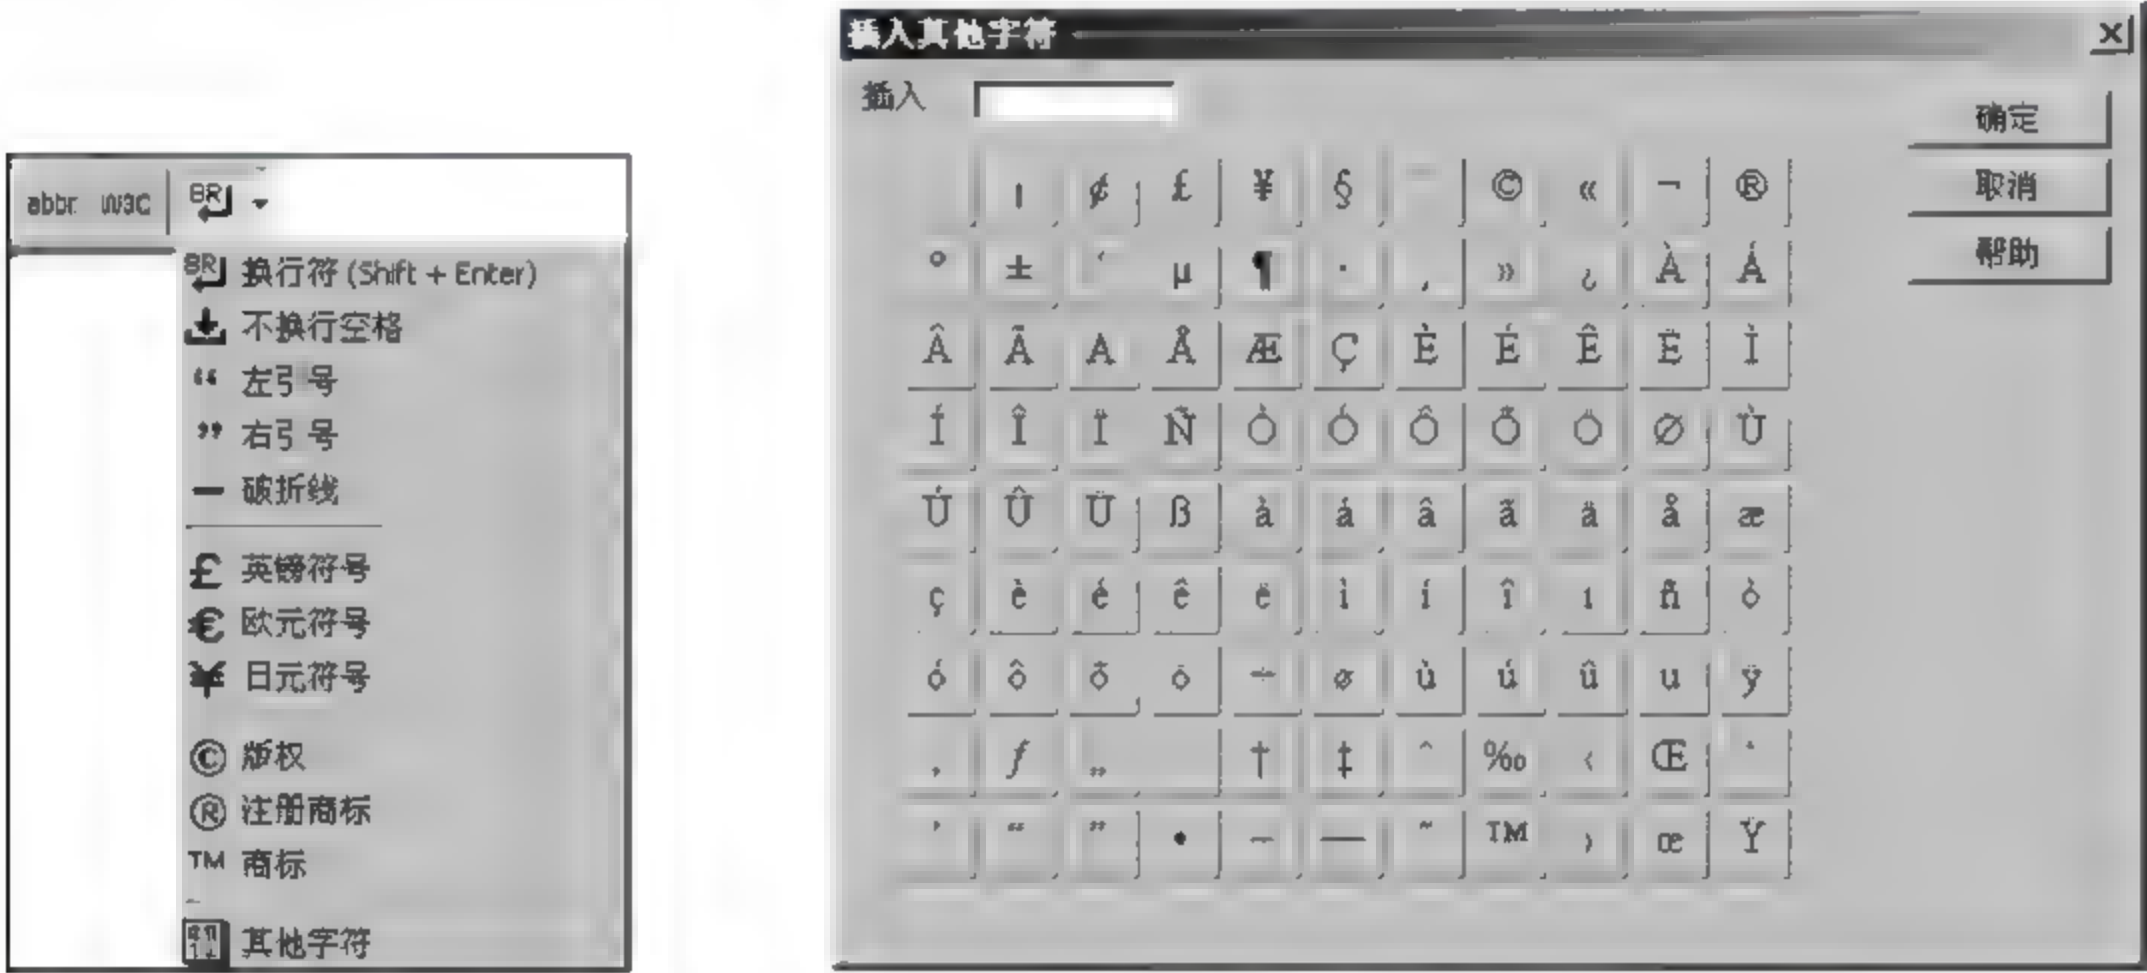 abbr. W3C BR
BR 换行符 (Shift + Enter)
不换行空格
“ 左引号
” 右引号
— 破折线
£ 英镑符号
€ 欧元符号
¥ 日元符号
© 版权
® 注册商标
TM 商标
其他字符
插入其他字符
插入
确定
取消
帮助
¡ ¢ £ ¥ § ¨ © « ¬ ®
° ± ´ µ ¶ · ¸ » ¿ À Á
Â Ã Ä Å Æ Ç È É Ê Ë Ì
Í Î Ï Ñ Ò Ó Ô Õ Ö Ø Ù
Ú Û Ü ß à á â ã ä å æ
ç è é ê ë ì í î ï ñ ò
ó ô õ ö ÷ ø ù ú û ü ÿ
‚ ƒ „ † ‡ ˆ ‰ ‹ Œ ‘
’ “ ” • – — ˜ ™ › œ Ÿ